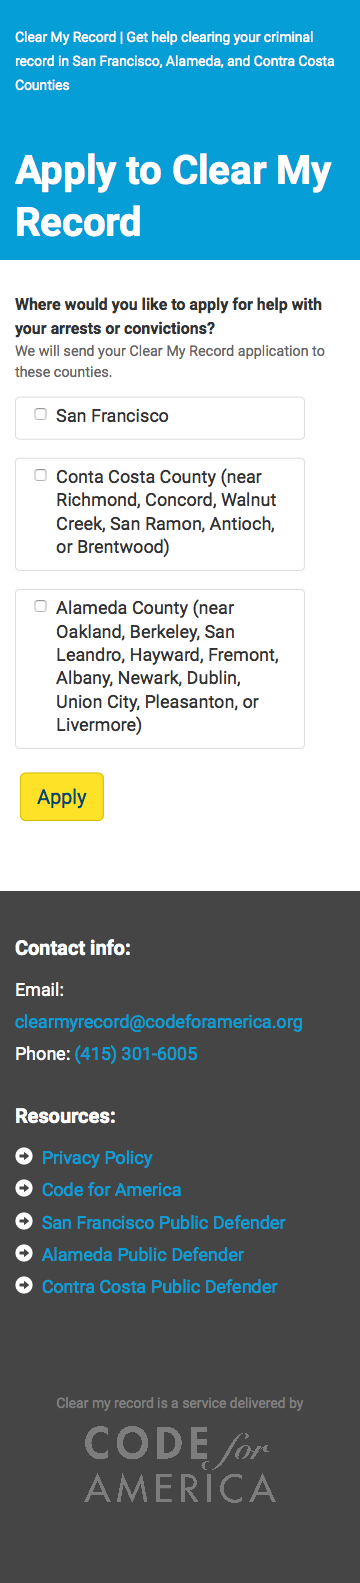 Clear My Record | Get help clearing your criminal
record in San Francisco, Alameda, and Contra Costa
Counties
Apply to Clear My
Record
Where would you like to apply for help with
your arrests or convictions?
We will send your Clear My Record application to
these counties.
San Francisco
Conta Costa County (near
Richmond, Concord, Walnut
Creek, San Ramon, Antioch,
or Brentwood)
Alameda County (near
Oakland, Berkeley, San
Leandro, Hayward, Fremont,
Albany, Newark, Dublin,
Union City, Pleasanton, or
Livermore)
Apply
Contact info:
Email:
clearmyrecord@codeforamerica.org
Phone: (415) 301-6005
Resources:
Privacy Policy
Code for America
San Francisco Public Defender
Alameda Public Defender
Contra Costa Public Defender
Clear my record is a service delivered by
CODE for
AMERICA